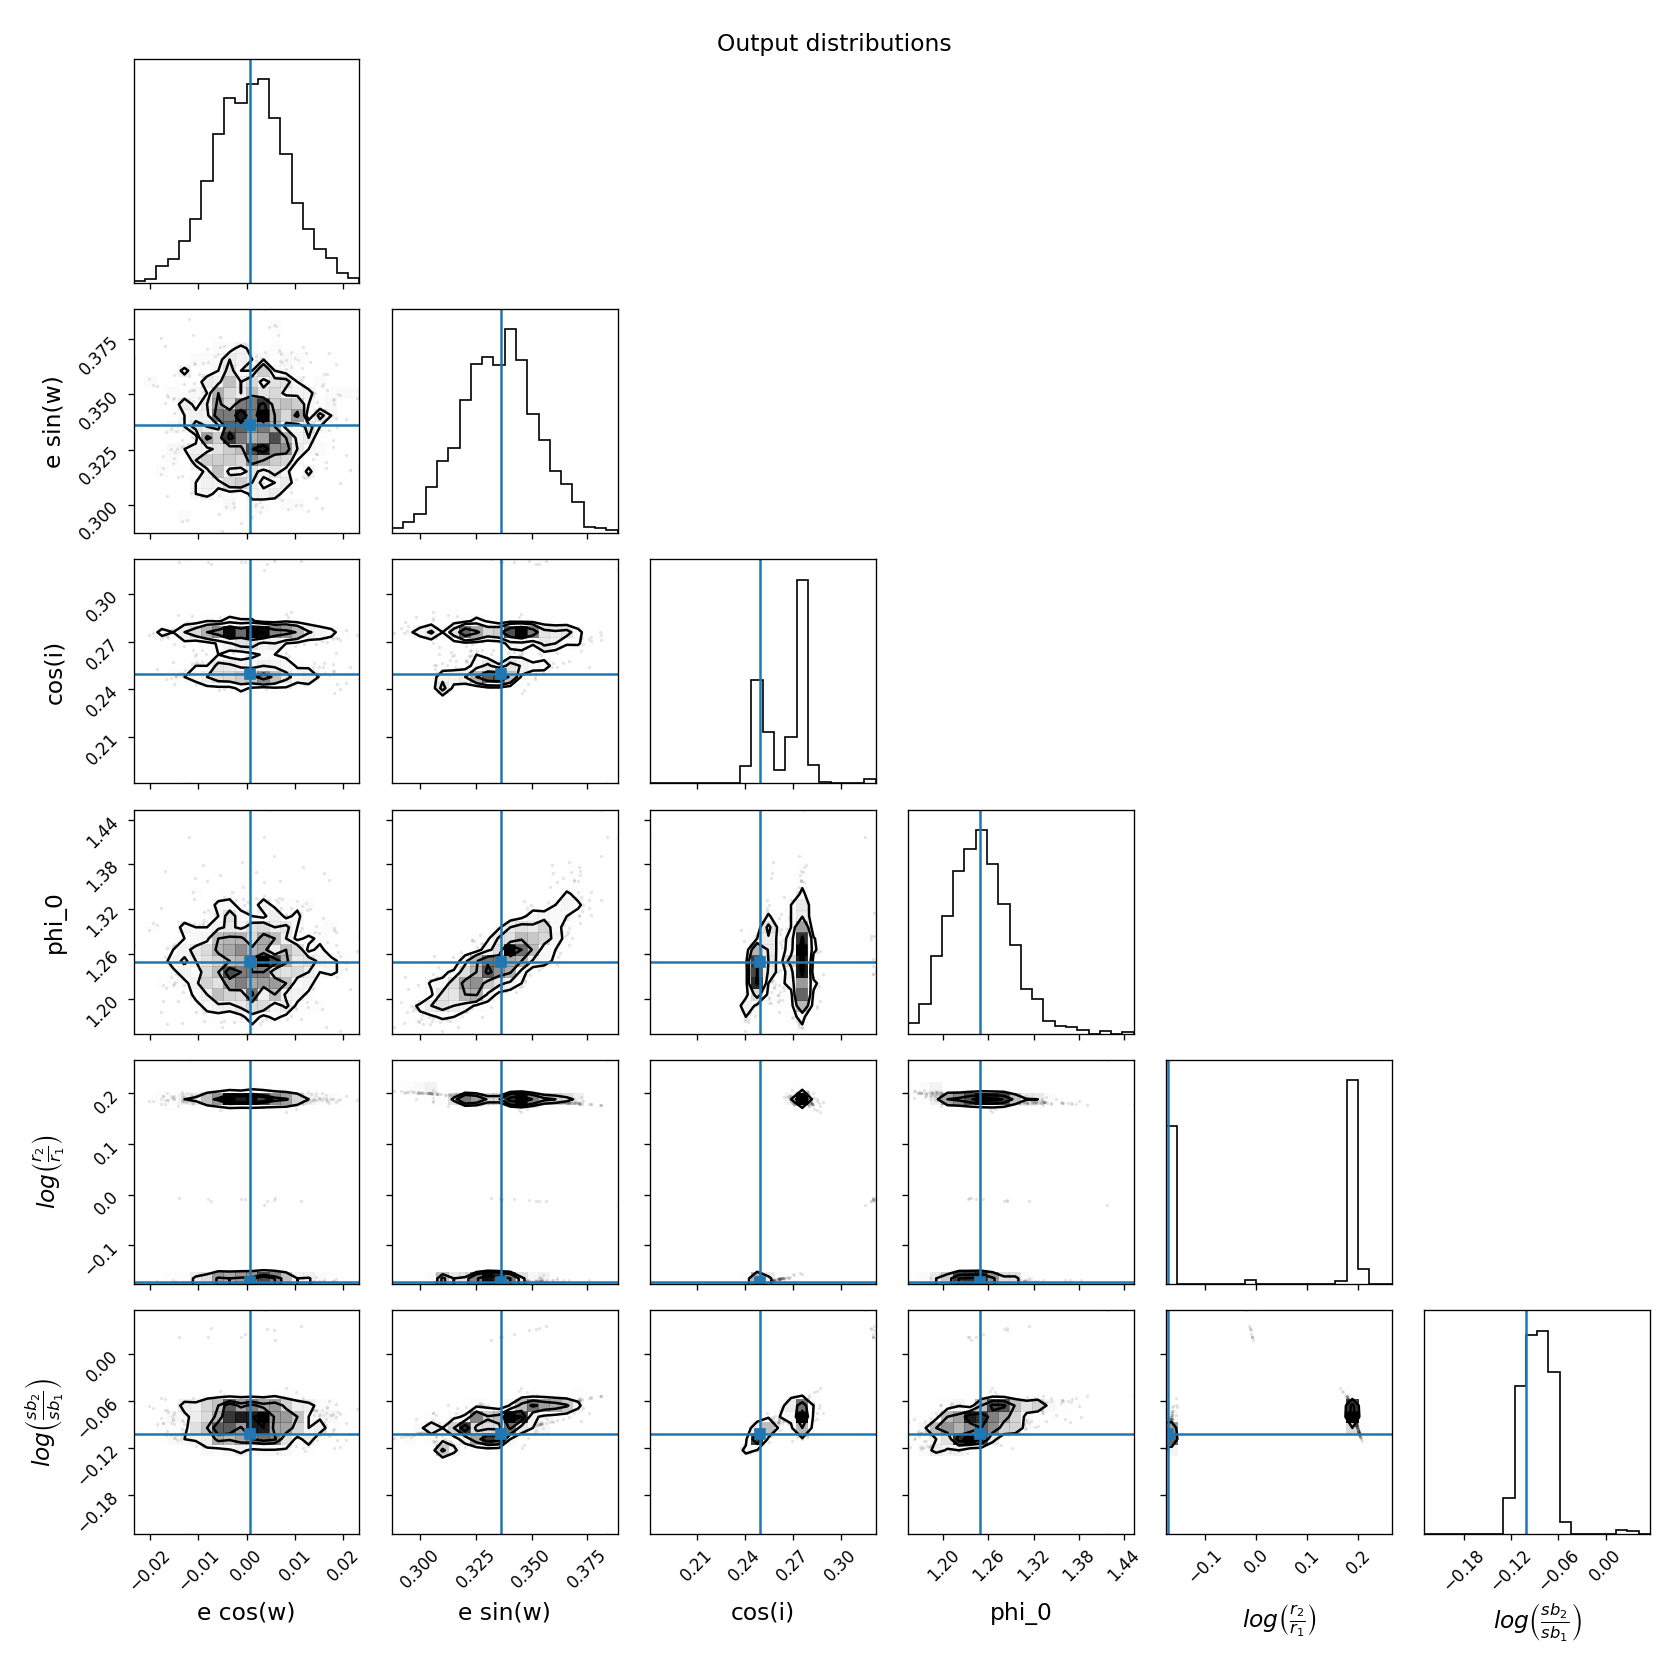 Output distributions
e sin(w)
0.375
0.350
0.325
0.300
cos(i)
0.30
0.27
0.24
0.21
phi_0
1.44
1.38
1.32
1.26
1.20
log(r2/r1)
0.2
0.1
0.0
−0.1
log(sb2/sb1)
0.00
−0.06
−0.12
−0.18
−0.02 −0.01 0.00 0.01 0.02
0.300 0.325 0.350 0.375
0.21 0.24 0.27 0.30
1.20 1.26 1.32 1.38 1.44
−0.1 0.0 0.1 0.2
−0.18 −0.12 −0.06 0.00
e cos(w)
e sin(w)
cos(i)
phi_0
log(r2/r1)
log(sb2/sb1)